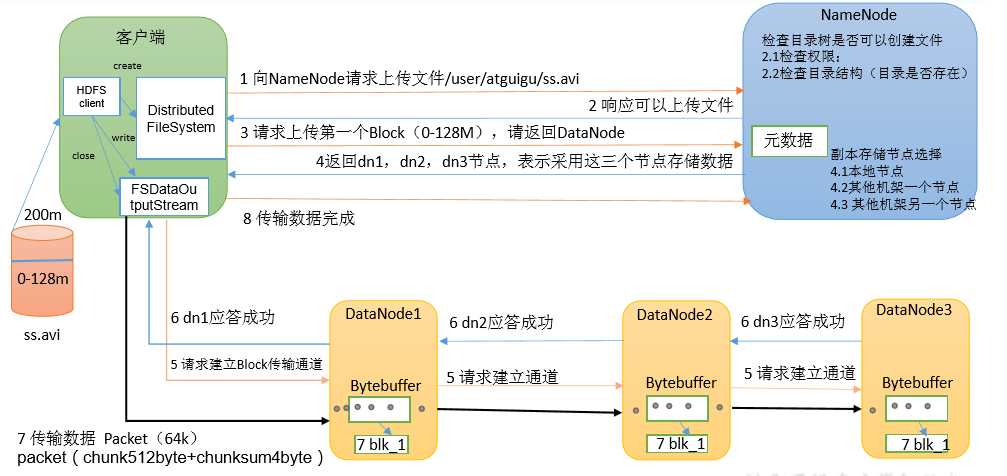 客户端
create
HDFS
client
Distributed
FileSystem
write
close
FSDataOu
tputStream
200m
0-128m
ss.avi
1 向NameNode请求上传文件/user/atguigu/ss.avi
2 响应可以上传文件
3 请求上传第一个Block（0-128M），请返回DataNode
4返回dn1，dn2，dn3节点，表示采用这三个节点存储数据
8 传输数据完成
NameNode
检查目录树是否可以创建文件
2.1检查权限；
2.2检查目录结构（目录是否存在）
元数据
副本存储节点选择
4.1本地节点
4.2其他机架一个节点
4.3 其他机架另一个节点
6 dn1应答成功
5 请求建立Block传输通道
DataNode1
Bytebuffer
7 blk_1
6 dn2应答成功
5 请求建立通道
DataNode2
Bytebuffer
7 blk_1
6 dn3应答成功
5 请求建立通道
DataNode3
Bytebuffer
7 blk_1
7 传输数据 Packet（64k）
packet（chunk512byte+chunksum4byte）